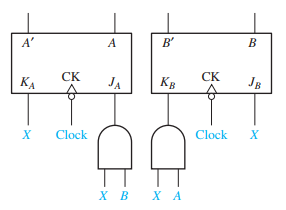 A′ A B′ B
K_A CK J_A K_B CK J_B
X Clock Clock X
X B X A